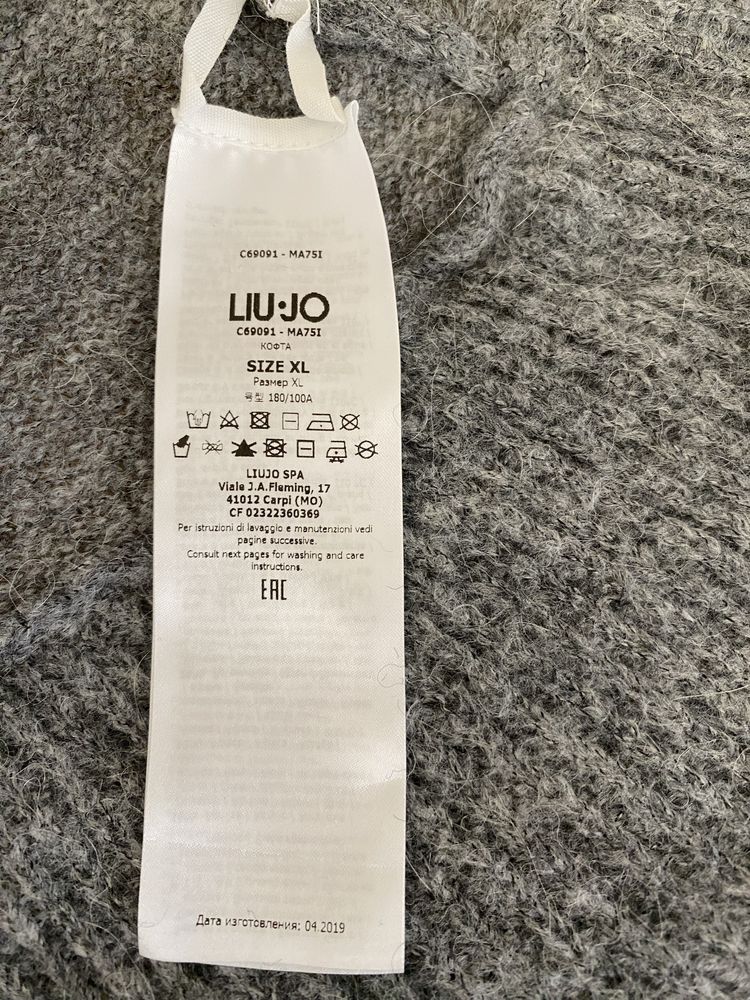 C69091 - MA75I
LIU·JO
C69091 - MA75I
КОФТА
SIZE XL
Размер XL
号型 180/100A
LIUJO SPA
Viale J.A.Fleming, 17
41012 Carpi (MO)
CF 02322360369
Per istruzioni di lavaggio e manutenzioni vedi
pagine successive.
Consult next pages for washing and care
instructions.
EAC
Дата изготовления: 04.2019